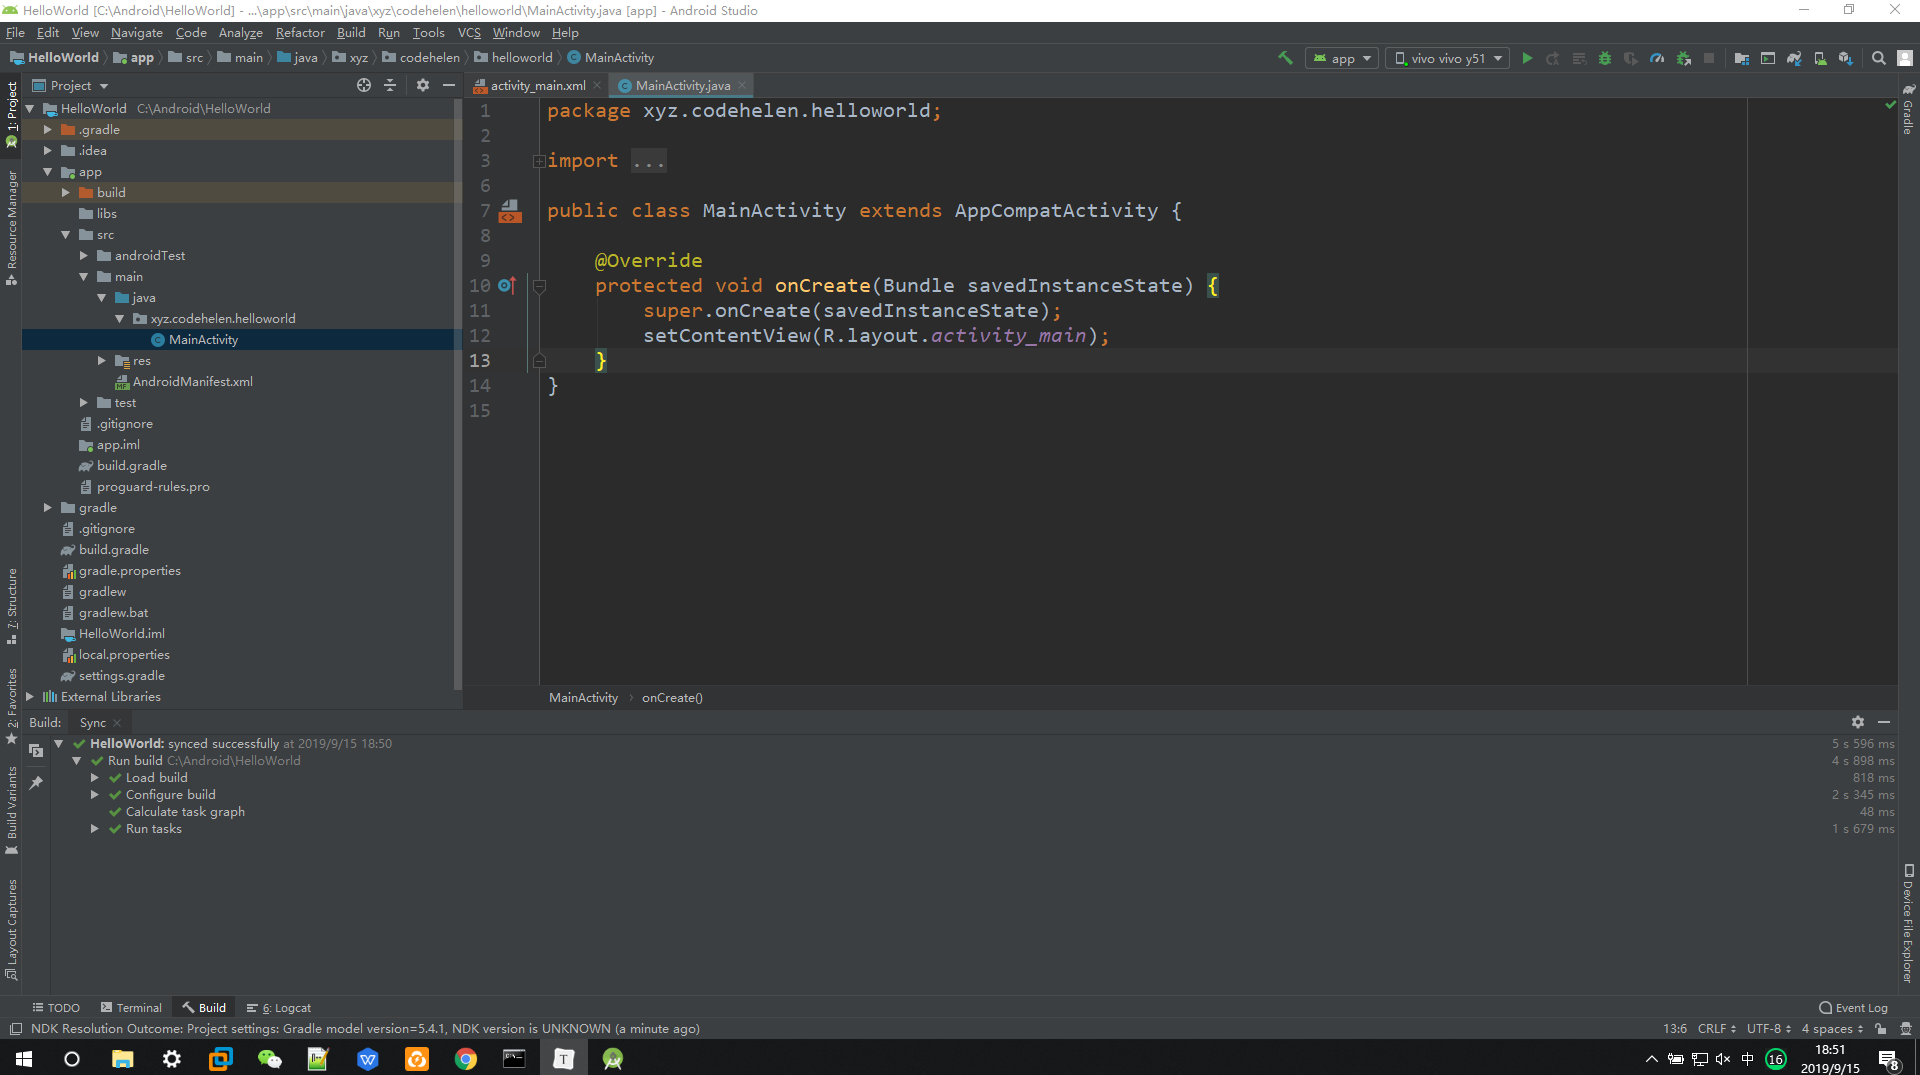 HelloWorld [C:\Android\HelloWorld] - ...\app\src\main\java\xyz\codehelen\helloworld\MainActivity.java [app] - Android Studio
File Edit View Navigate Code Analyze Refactor Build Run Tools VCS Window Help
HelloWorld app src main java xyz codehelen helloworld MainActivity app vivo vivo y51
Project
activity_main.xml MainActivity.java
1: Project
Resource Manager
7: Structure
2: Favorites
Build Variants
Layout Captures
HelloWorld C:\Android\HelloWorld
.gradle
.idea
app
build
libs
src
androidTest
main
java
xyz.codehelen.helloworld
MainActivity
res
AndroidManifest.xml
test
.gitignore
app.iml
build.gradle
proguard-rules.pro
gradle
.gitignore
build.gradle
gradle.properties
gradlew
gradlew.bat
HelloWorld.iml
local.properties
settings.gradle
External Libraries
1 package xyz.codehelen.helloworld;
2
3 import ...
6
7 public class MainActivity extends AppCompatActivity {
8
9 @Override
10 protected void onCreate(Bundle savedInstanceState) {
11 super.onCreate(savedInstanceState);
12 setContentView(R.layout.activity_main);
13 }
14 }
15
MainActivity onCreate()
Gradle
Device File Explorer
Build: Sync
HelloWorld: synced successfully at 2019/9/15 18:50 5 s 596 ms
Run build C:\Android\HelloWorld 4 s 898 ms
Load build 818 ms
Configure build 2 s 345 ms
Calculate task graph 48 ms
Run tasks 1 s 679 ms
TODO Terminal Build 6: Logcat Event Log
NDK Resolution Outcome: Project settings: Gradle model version=5.4.1, NDK version is UNKNOWN (a minute ago) 13:6 CRLF UTF-8 4 spaces
中 16 18:51
2019/9/15 8